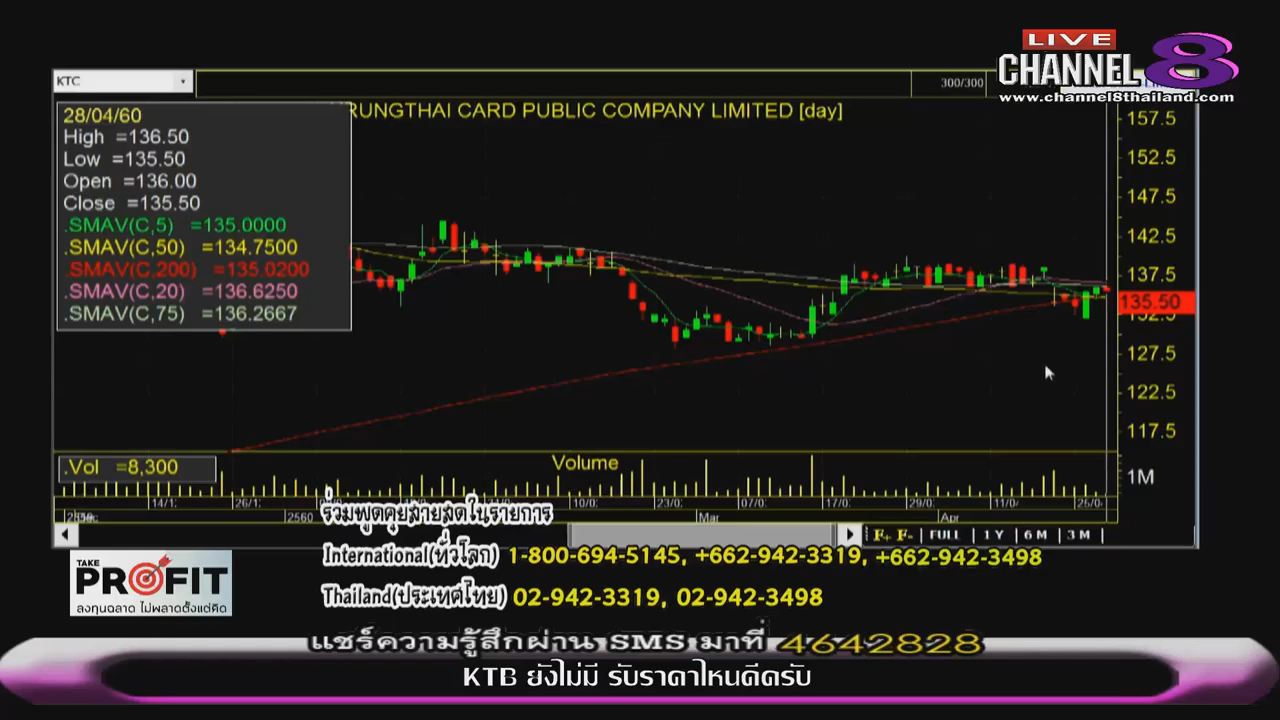 LIVE
CHANNEL 8
www.channel8thailand.com
KTC
300/300
28/04/60
High =136.50
Low =135.50
Open =136.00
Close =135.50
.SMAV(C,5) =135.0000
.SMAV(C,50) =134.7500
.SMAV(C,200) =135.0200
.SMAV(C,20) =136.6250
.SMAV(C,75) =136.2667
KRUNGTHAI CARD PUBLIC COMPANY LIMITED [day]
157.5
152.5
147.5
142.5
137.5
135.50
132.5
127.5
122.5
117.5
.Vol =8,300
Volume
1M
14/1: 26/1: 10/0: 23/0: 07/0: 17/0: 29/0: 11/0: 25/0:
2560 Mar Apr
F+ F- FULL 1 Y 6 M 3 M
ร่วมพูดคุยสายสดในรายการ
International(ทั่วโลก) 1-800-694-5145, +662-942-3319, +662-942-3498
Thailand(ประเทศไทย) 02-942-3319, 02-942-3498
TAKE
PROFIT
ลงทุนฉลาด ไม่พลาดตั้งแต่คิด
แชร์ความรู้สึกผ่าน SMS มาที่ 4642828
KTB ยังไม่มี รับราคาไหนดีครับ